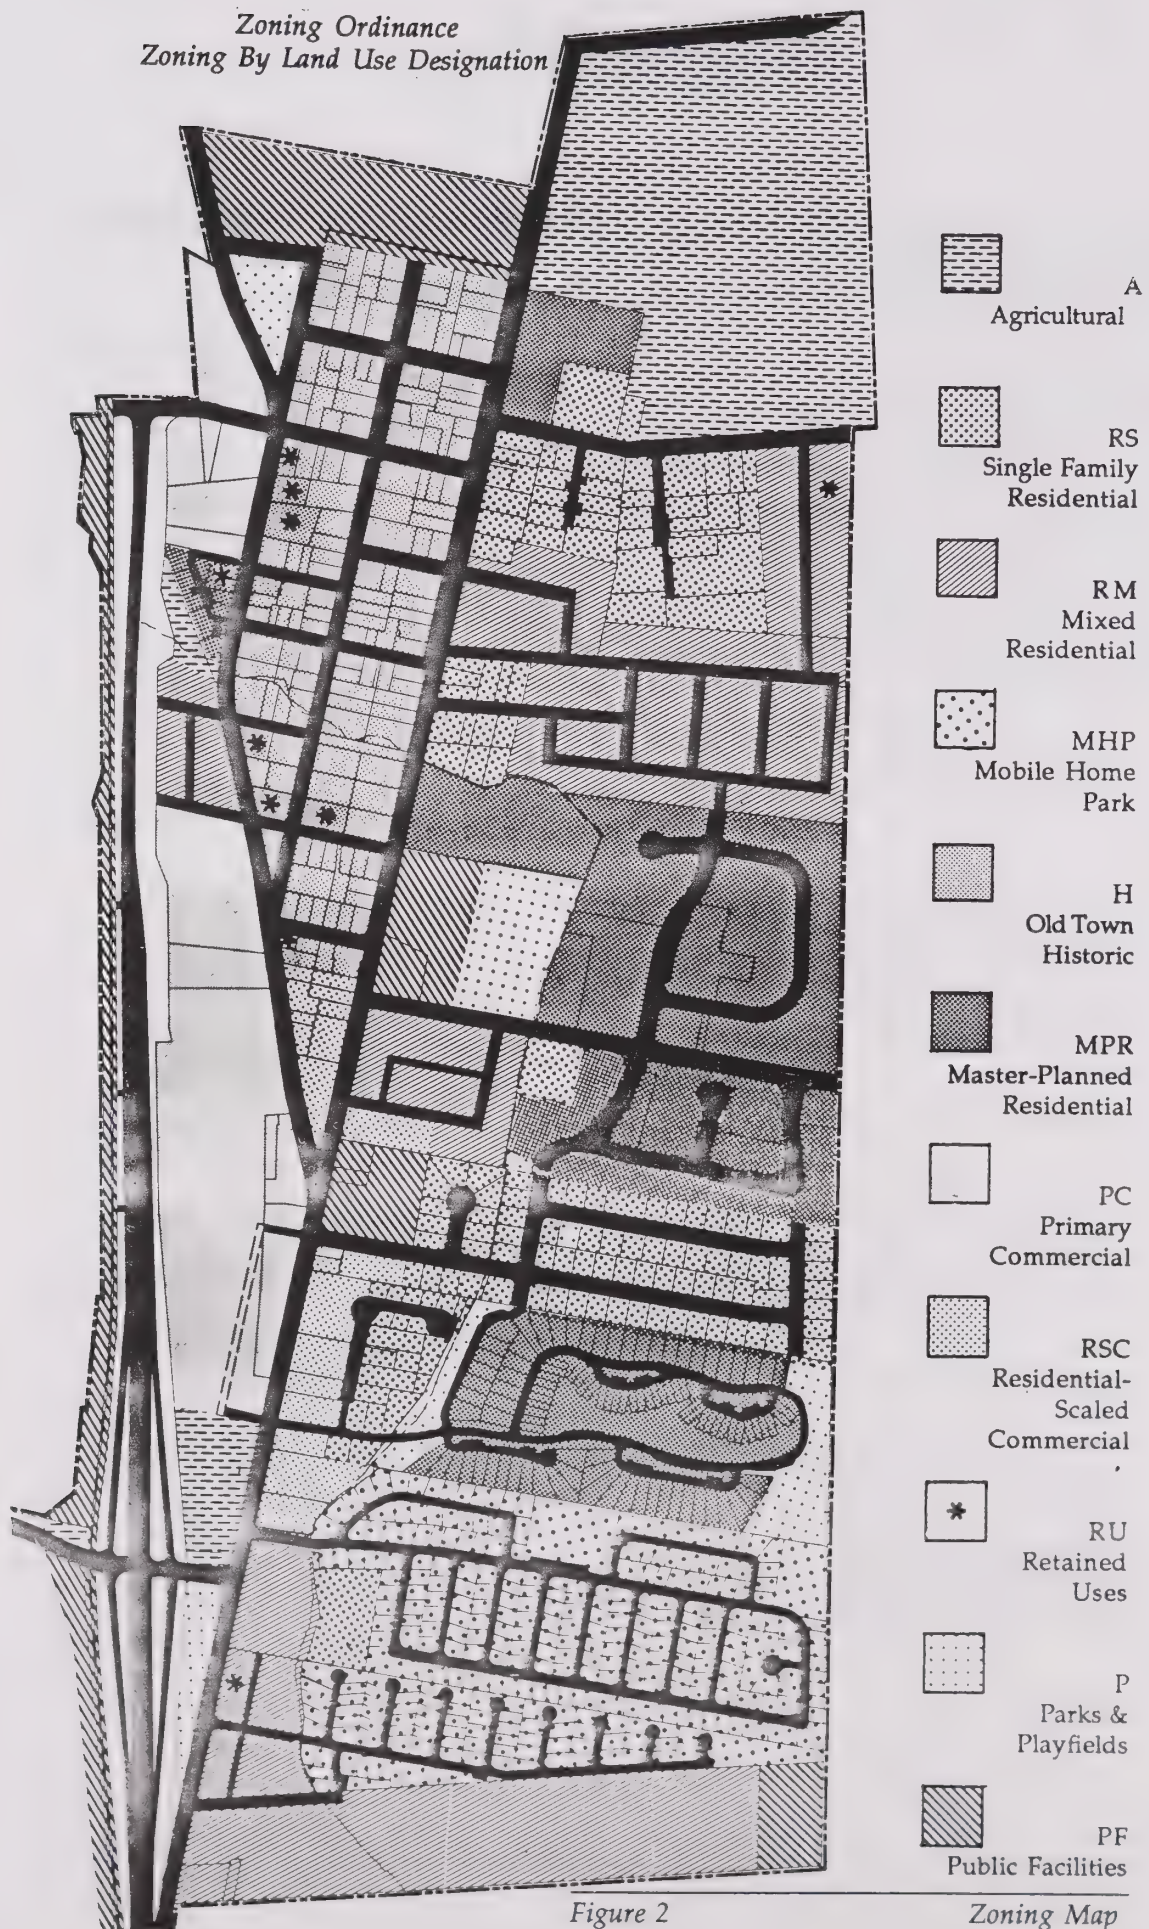 Zoning Ordinance
Zoning By Land Use Designation
A
Agricultural
RS
Single Family
Residential
RM
Mixed
Residential
MHP
Mobile Home
Park
H
Old Town
Historic
MPR
Master-Planned
Residential
PC
Primary
Commercial
RSC
Residential-
Scaled
Commercial
RU
Retained
Uses
P
Parks &
Playfields
PF
Public Facilities
Figure 2 Zoning Map